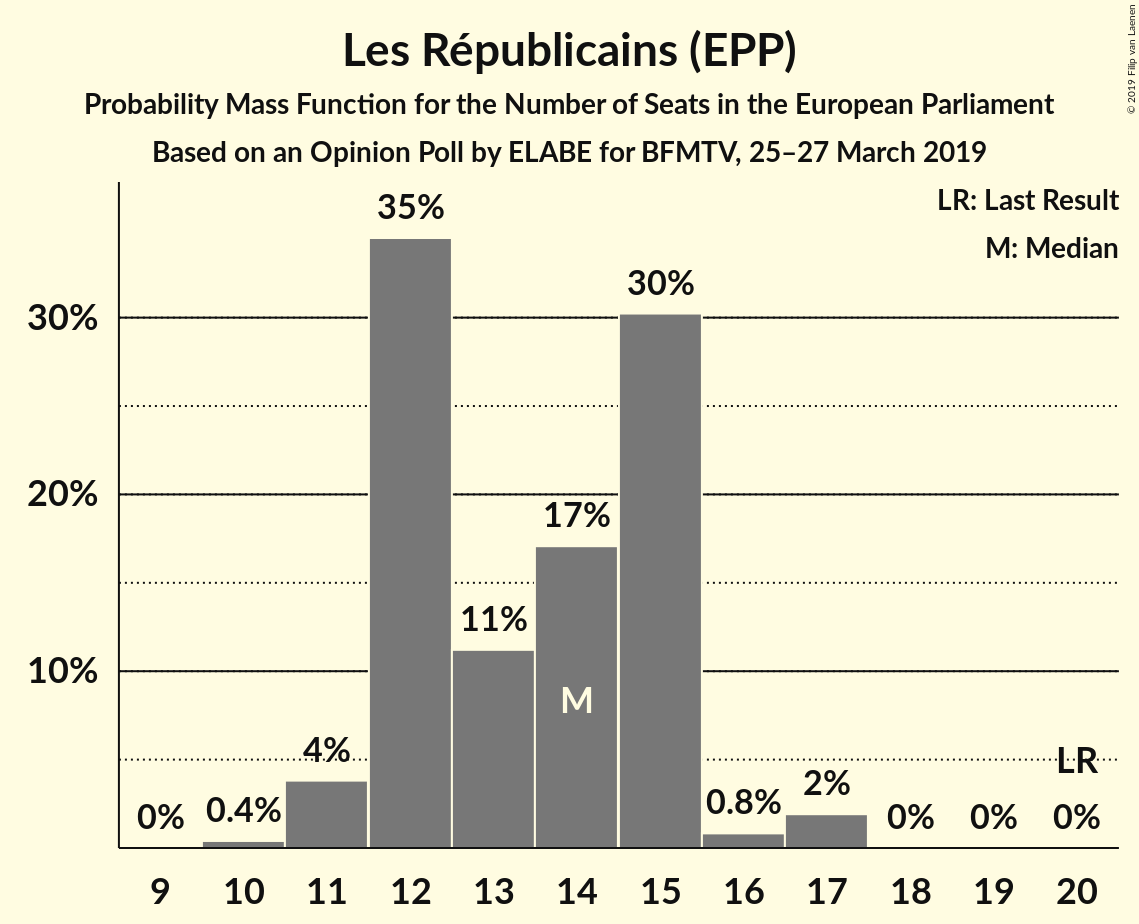 Les Républicains (EPP)
Probability Mass Function for the Number of Seats in the European Parliament
Based on an Opinion Poll by ELABE for BFMTV, 25–27 March 2019
© 2019 Filip van Laenen
LR: Last Result
M: Median
35%
30%
30%
20%
17%
11%
10%
M
4%
LR
0%
0.4%
0.8%
2%
0%
0%
0%
9 10 11 12 13 14 15 16 17 18 19 20